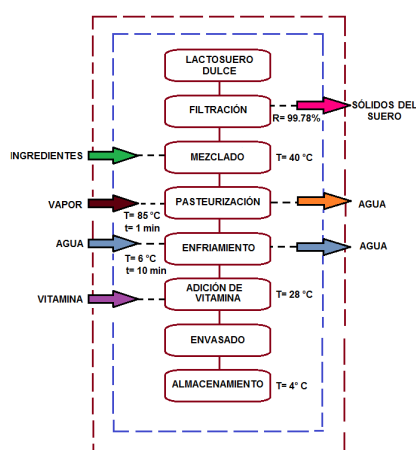 LACTOSUERO
DULCE
FILTRACIÓN
R= 99.78%
SÓLIDOS DEL
SUERO
INGREDIENTES
MEZCLADO
T= 40 °C
VAPOR
T= 85 °C
t= 1 min
PASTEURIZACIÓN
AGUA
AGUA
T= 6 °C
t= 10 min
ENFRIAMIENTO
AGUA
VITAMINA
ADICIÓN DE
VITAMINA
T= 28 °C
ENVASADO
ALMACENAMIENTO
T= 4° C